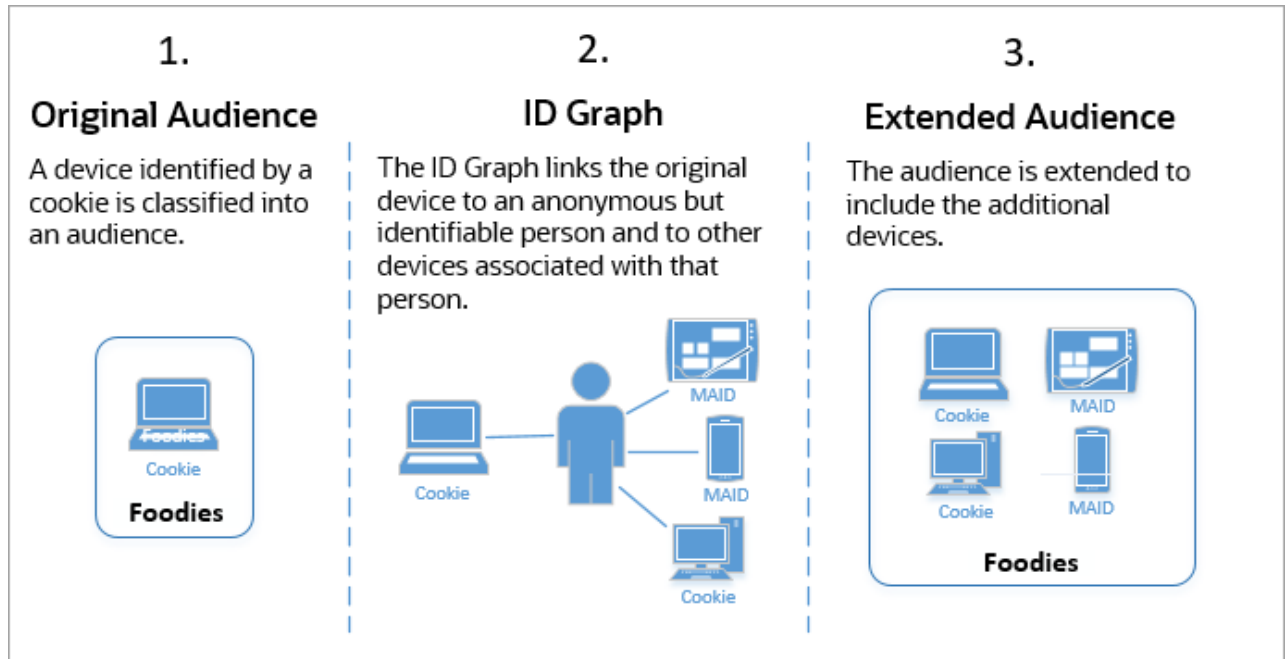 1.
Original Audience
A device identified by a
cookie is classified into
an audience.
Foodies
Cookie
Foodies
2.
ID Graph
The ID Graph links the original
device to an anonymous but
identifiable person and to other
devices associated with that
person.
MAID
Cookie
MAID
Cookie
3.
Extended Audience
The audience is extended to
include the additional
devices.
Cookie
MAID
Cookie
MAID
Foodies